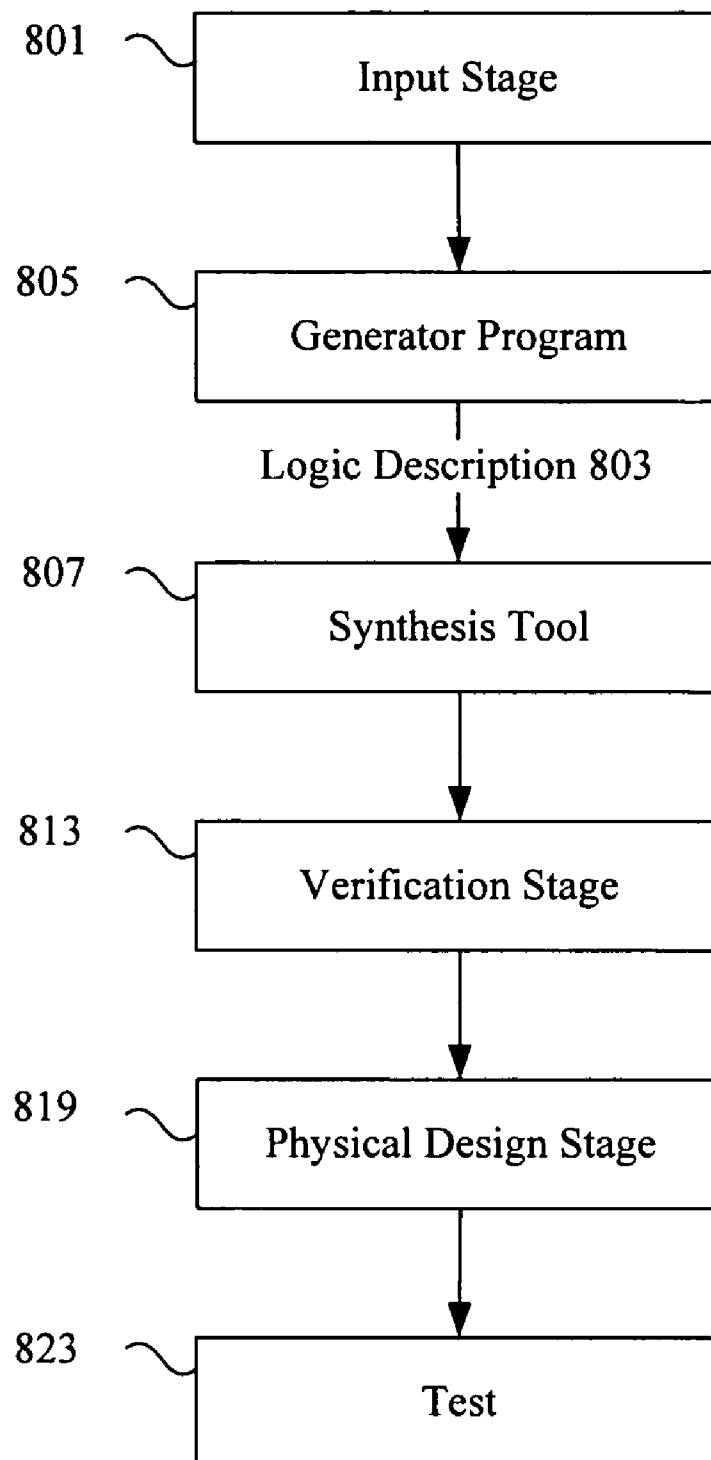 801
Input Stage
805
Generator Program
Logic Description 803
807
Synthesis Tool
813
Verification Stage
819
Physical Design Stage
823
Test